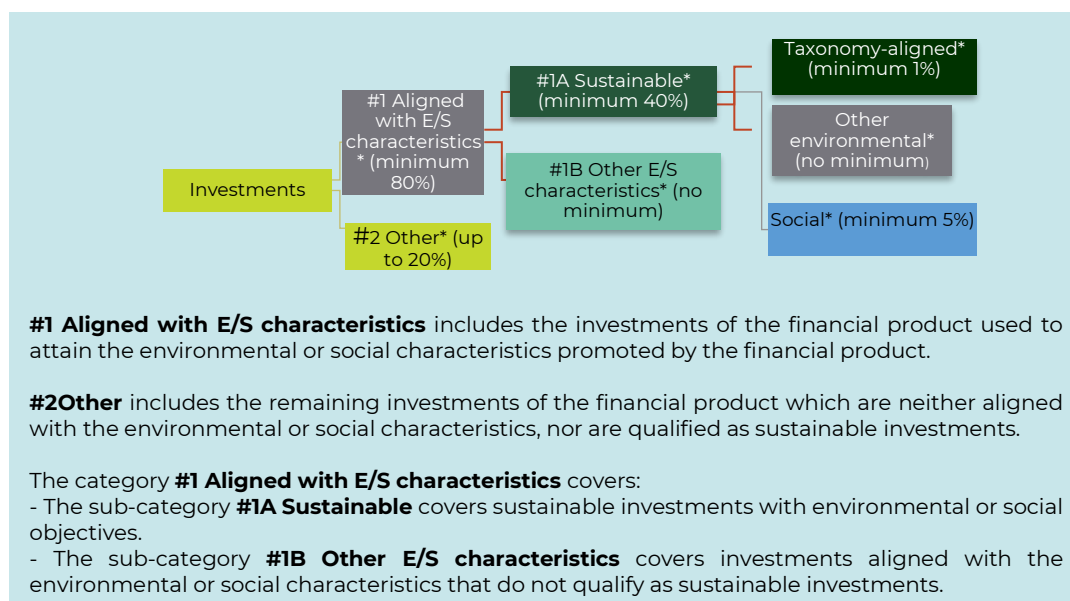 Investments
#1 Aligned
with E/S
characteristics
* (minimum
80%)
#2 Other* (up
to 20%)
#1A Sustainable*
(minimum 40%)
#1B Other E/S
characteristics* (no
minimum)
Taxonomy-aligned*
(minimum 1%)
Other
environmental*
(no minimum)
Social* (minimum 5%)
#1 Aligned with E/S characteristics includes the investments of the financial product used to
attain the environmental or social characteristics promoted by the financial product.
#2Other includes the remaining investments of the financial product which are neither aligned
with the environmental or social characteristics, nor are qualified as sustainable investments.
The category #1 Aligned with E/S characteristics covers:
- The sub-category #1A Sustainable covers sustainable investments with environmental or social
objectives.
- The sub-category #1B Other E/S characteristics covers investments aligned with the
environmental or social characteristics that do not qualify as sustainable investments.